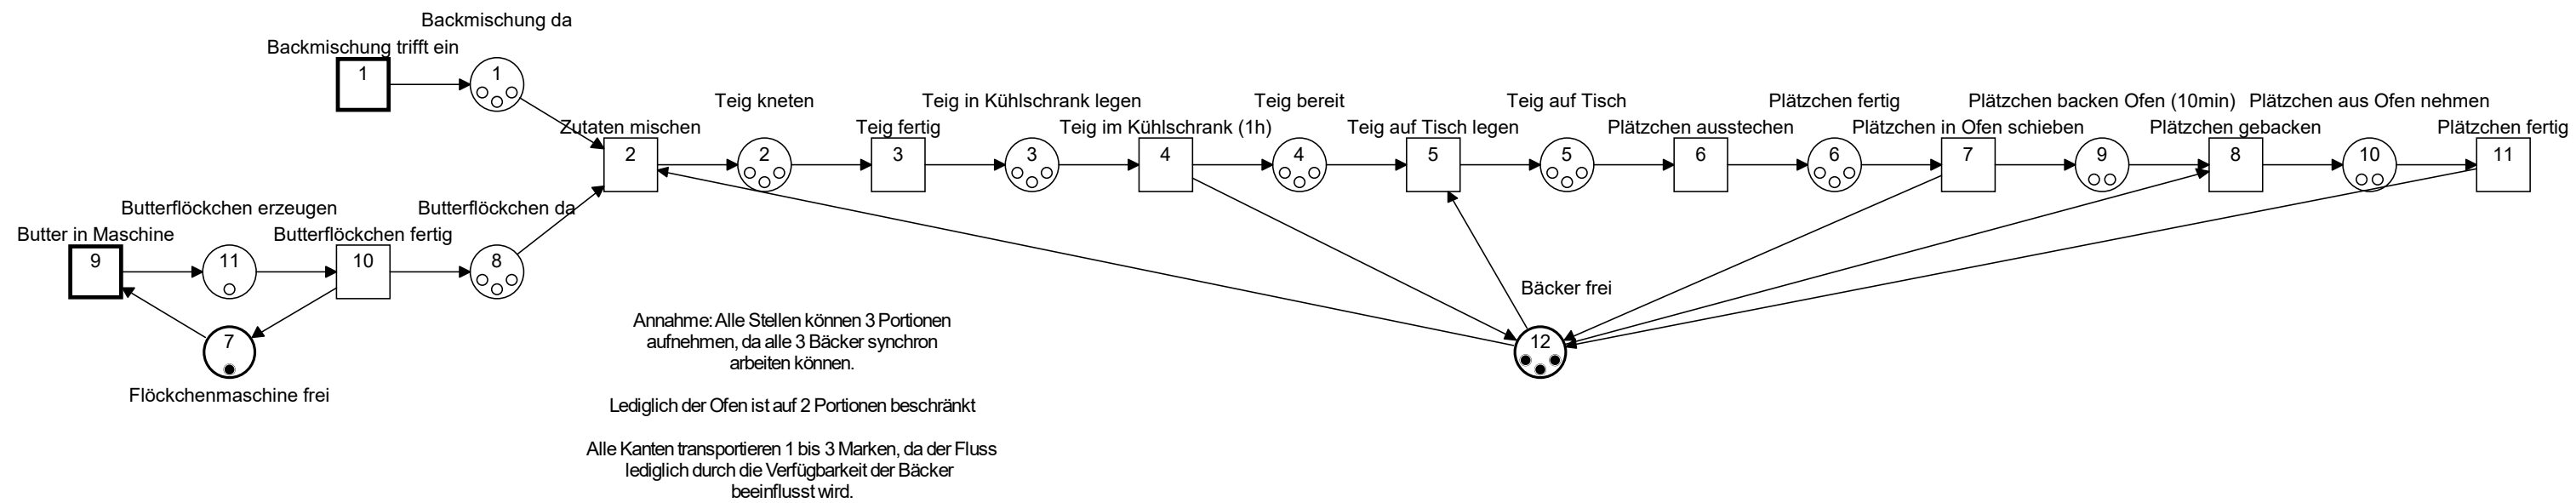 Backmischung da
Backmischung trifft ein
1
1
Teig kneten
Teig in Kühlschrank legen
Teig bereit
Teig auf Tisch
Plätzchen fertig
Plätzchen backen Ofen (10min)
Plätzchen aus Ofen nehmen
Zutaten mischen
Teig fertig
Teig im Kühlschrank (1h)
Teig auf Tisch legen
Plätzchen ausstechen
Plätzchen in Ofen schieben
Plätzchen gebacken
Plätzchen fertig
2
2
3
3
4
4
5
5
6
6
7
9
8
10
11
Butterflöckchen erzeugen
Butterflöckchen da
Butter in Maschine
Butterflöckchen fertig
9
11
10
8
Bäcker frei
7
12
Flöckchenmaschine frei
Annahme: Alle Stellen können 3 Portionen
aufnehmen, da alle 3 Bäcker synchron
arbeiten können.
Lediglich der Ofen ist auf 2 Portionen beschränkt
Alle Kanten transportieren 1 bis 3 Marken, da der Fluss
lediglich durch die Verfügbarkeit der Bäcker
beeinflusst wird.